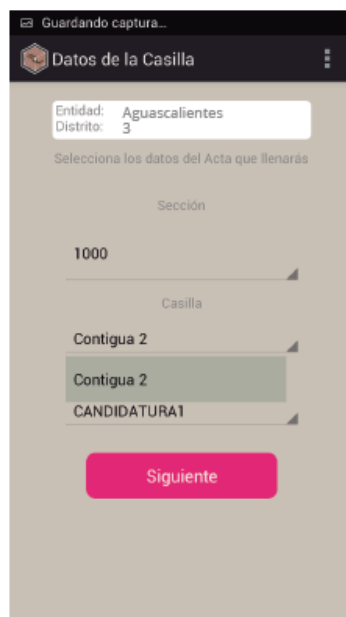 Guardando captura...
Datos de la Casilla
Entidad: Aguascalientes
Distrito: 3
Selecciona los datos del Acta que llenarás
Sección
1000
Casilla
Contigua 2
Contigua 2
CANDIDATURA1
Siguiente